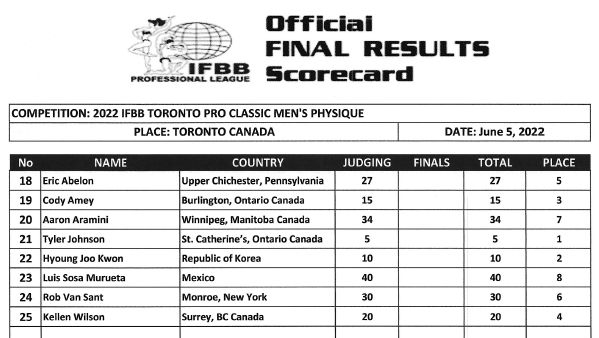 Official
FINAL RESULTS
Scorecard
IFBB
PROFESSIONAL LEAGUE
COMPETITION: 2022 IFBB TORONTO PRO CLASSIC MEN'S PHYSIQUE
PLACE: TORONTO CANADA DATE: June 5, 2022
No NAME COUNTRY JUDGING FINALS TOTAL PLACE
18 Eric Abelon Upper Chichester, Pennsylvania 27 27 5
19 Cody Amey Burlington, Ontario Canada 15 15 3
20 Aaron Aramini Winnipeg, Manitoba Canada 34 34 7
21 Tyler Johnson St. Catherine's, Ontario Canada 5 5 1
22 Hyoung Joo Kwon Republic of Korea 10 10 2
23 Luis Sosa Murueta Mexico 40 40 8
24 Rob Van Sant Monroe, New York 30 30 6
25 Kellen Wilson Surrey, BC Canada 20 20 4